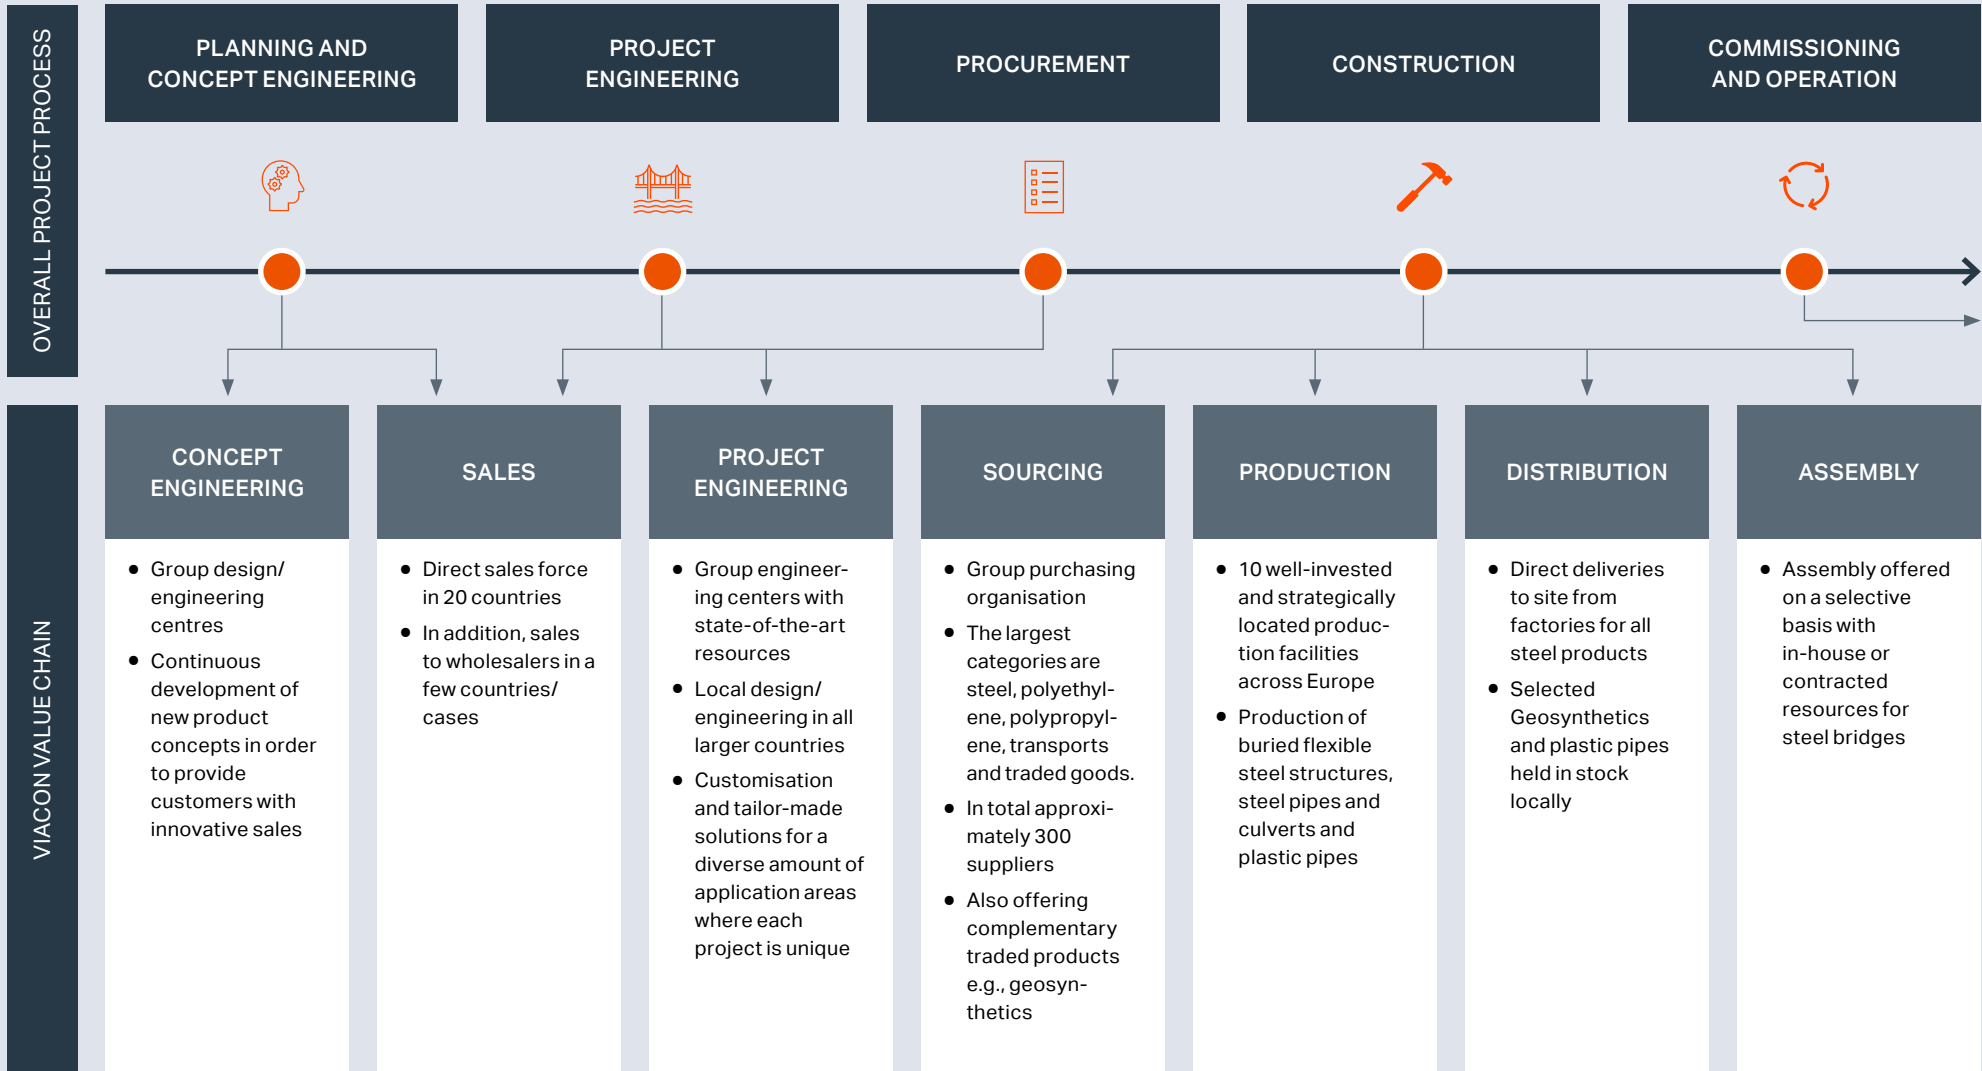 OVERALL PROJECT PROCESS
PLANNING AND
CONCEPT ENGINEERING
PROJECT
ENGINEERING
PROCUREMENT
CONSTRUCTION
COMMISSIONING
AND OPERATION
VIACON VALUE CHAIN
CONCEPT
ENGINEERING
• Group design/
engineering
centres
• Continuous
development of
new product
concepts in order
to provide
customers with
innovative sales
SALES
• Direct sales force
in 20 countries
• In addition, sales
to wholesalers in a
few countries/
cases
PROJECT
ENGINEERING
• Group engineer-
ing centers with
state-of-the-art
resources
• Local design/
engineering in all
larger countries
• Customisation
and tailor-made
solutions for a
diverse amount of
application areas
where each
project is unique
SOURCING
• Group purchasing
organisation
• The largest
categories are
steel, polyethyl-
ene, polypropyl-
ene, transports
and traded goods.
• In total approxi-
mately 300
suppliers
• Also offering
complementary
traded products
e.g., geosyn-
thetics
PRODUCTION
• 10 well-invested
and strategically
located produc-
tion facilities
across Europe
• Production of
buried flexible
steel structures,
steel pipes and
culverts and
plastic pipes
DISTRIBUTION
• Direct deliveries
to site from
factories for all
steel products
• Selected
Geosynthetics
and plastic pipes
held in stock
locally
ASSEMBLY
• Assembly offered
on a selective
basis with
in-house or
contracted
resources for
steel bridges